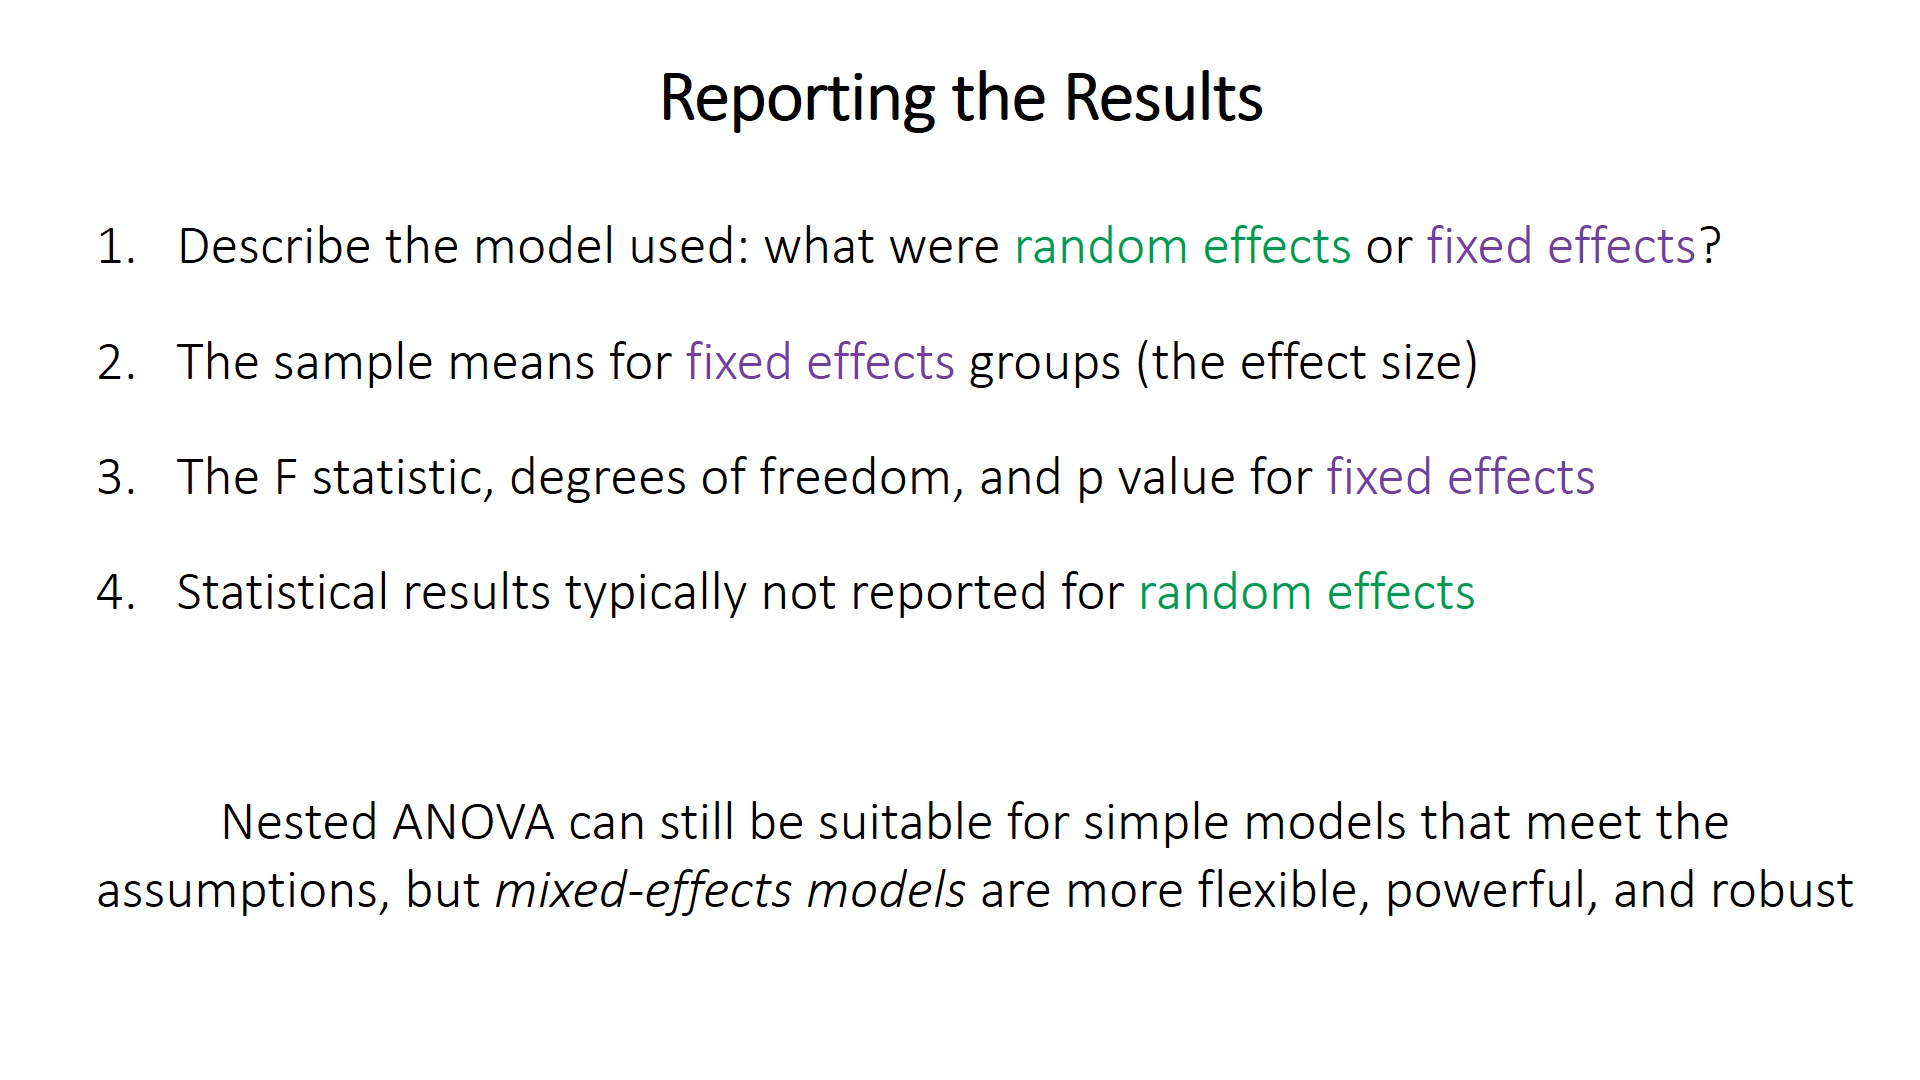 Reporting the Results
1. Describe the model used: what were random effects or fixed effects?
2. The sample means for fixed effects groups (the effect size)
3. The F statistic, degrees of freedom, and p value for fixed effects
4. Statistical results typically not reported for random effects
Nested ANOVA can still be suitable for simple models that meet the
assumptions, but mixed-effects models are more flexible, powerful, and robust